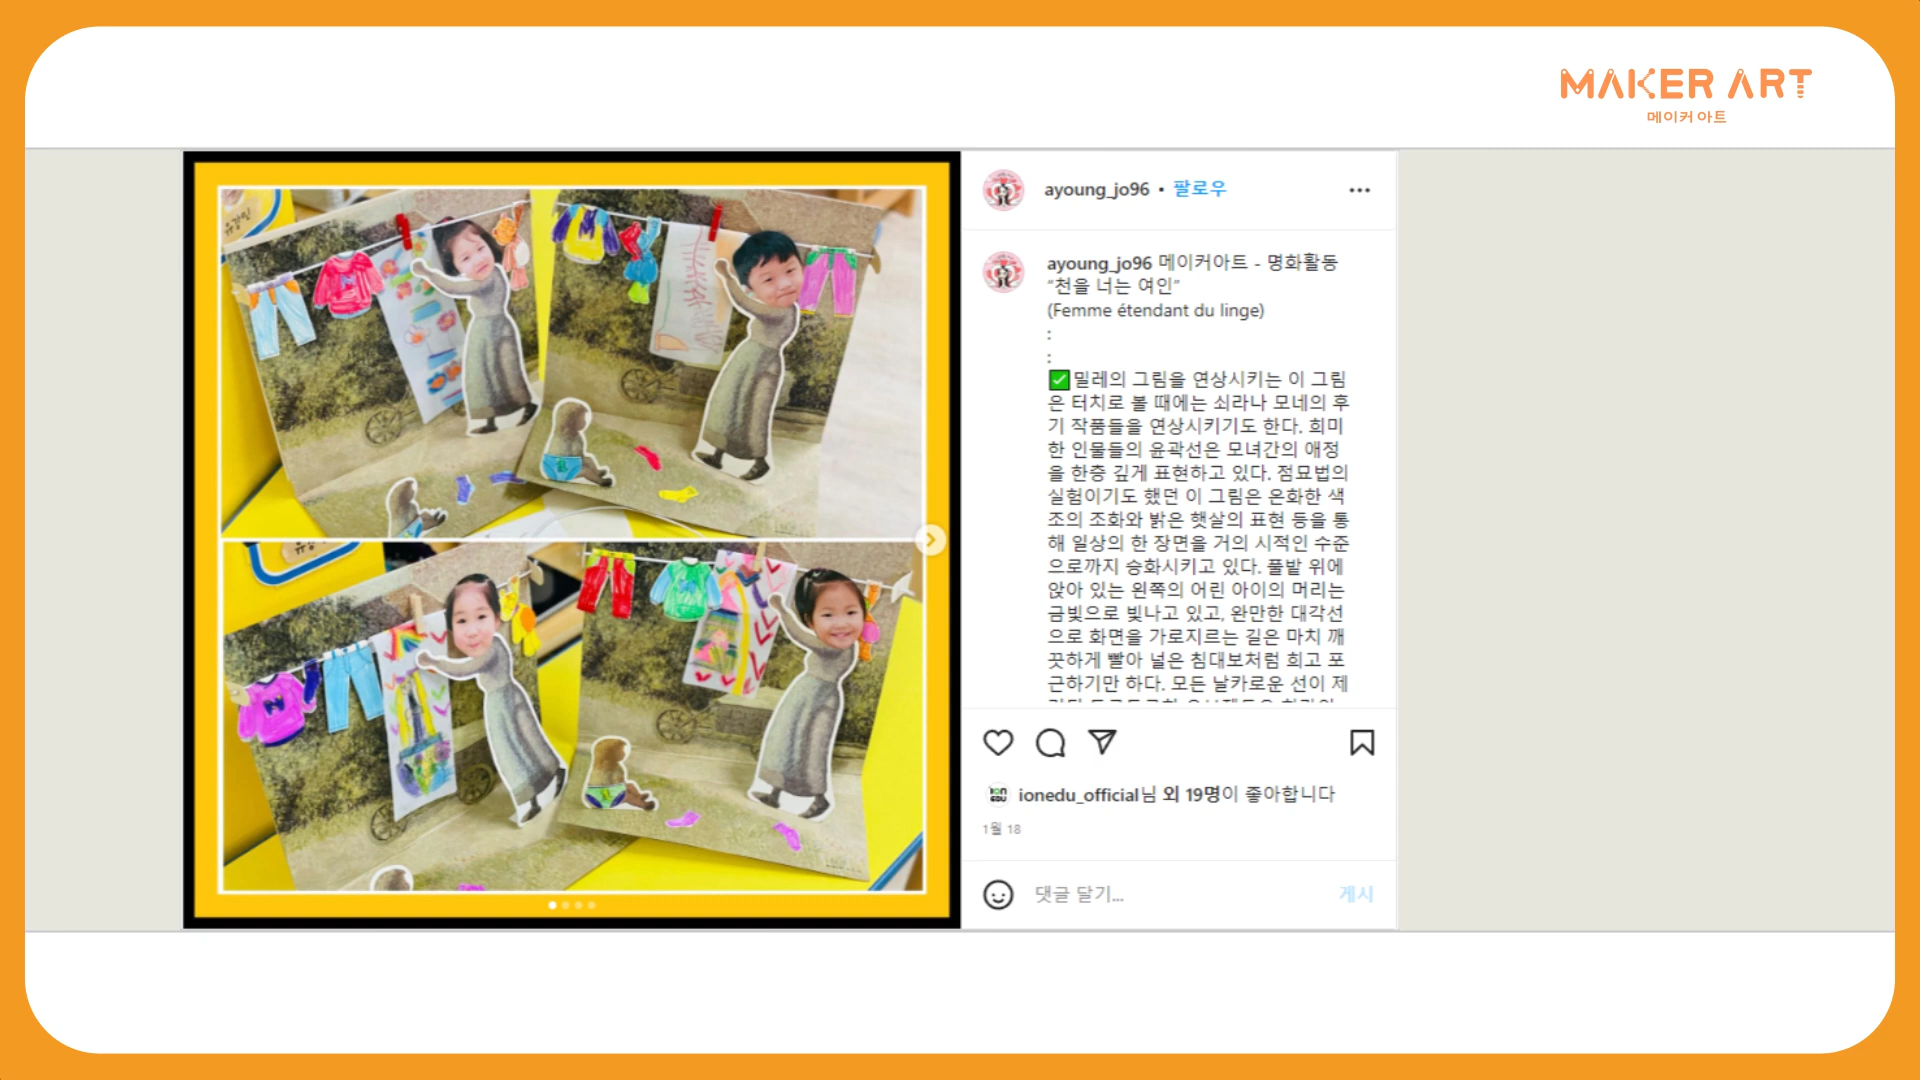 MAKER ART
메이커 아트
ayoung_jo96 • 팔로우
ayoung_jo96 메이커아트 - 명화활동
"천을 너는 여인"
(Femme étendant du linge)
:
:
✅밀레의 그림을 연상시키는 이 그림
은 터치로 볼 때에는 쇠라나 모네의 후
기 작품들을 연상시키기도 한다. 희미
한 인물들의 윤곽선은 모녀간의 애정
을 한층 깊게 표현하고 있다. 점묘법의
실험이기도 했던 이 그림은 온화한 색
조의 조화와 밝은 햇살의 표현 등을 통
해 일상의 한 장면을 거의 시적인 수준
으로까지 승화시키고 있다. 풀밭 위에
앉아 있는 왼쪽의 어린 아이의 머리는
금빛으로 빛나고 있고, 완만한 대각선
으로 화면을 가로지르는 길은 마치 깨
끗하게 빨아 널은 침대보처럼 희고 포
근하기만 하다. 모든 날카로운 선이 제
ionedu_official님 외 19명이 좋아합니다
1월 18
댓글 달기...
게시